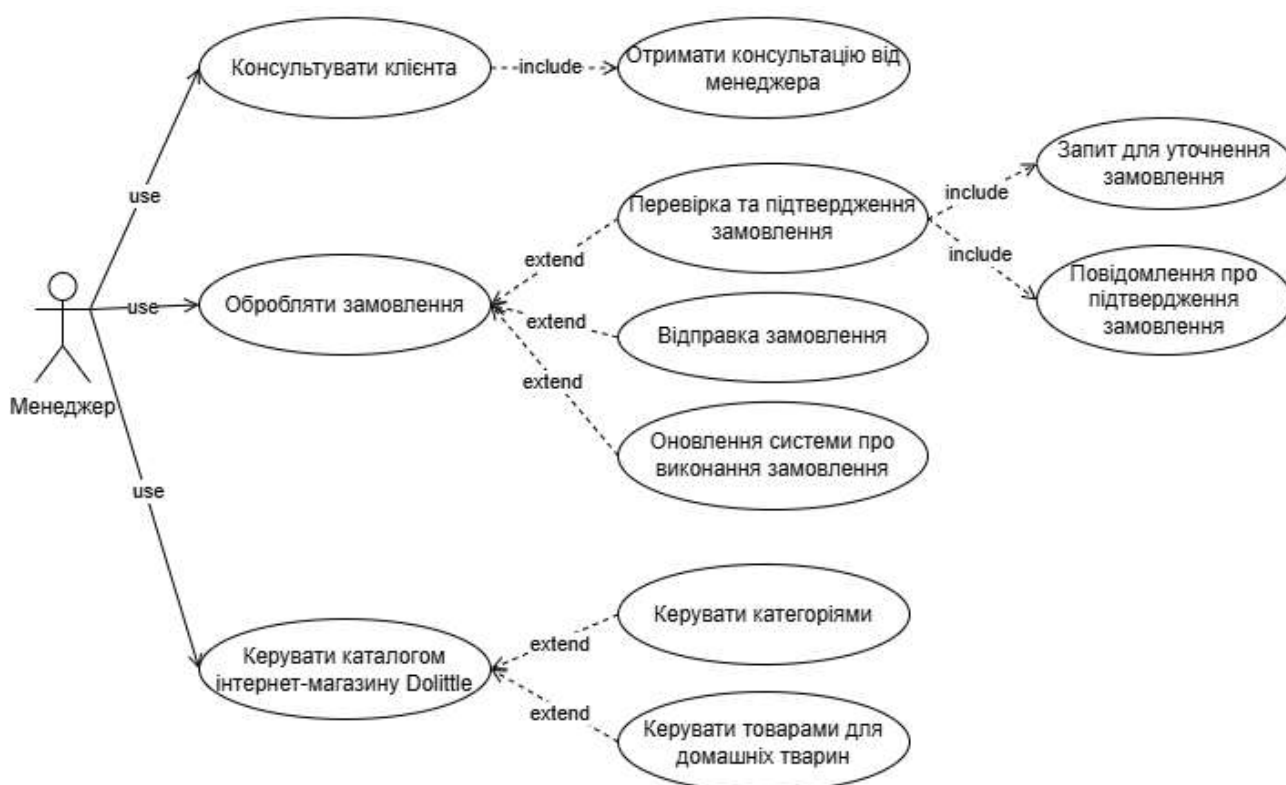 Консультувати клієнта
include
Отримати консультацію від
менеджера
use
Запит для уточнення
замовлення
include
Перевірка та підтвердження
замовлення
include
extend
Повідомлення про
підтвердження
замовлення
use
Обробляти замовлення
extend
Відправка замовлення
extend
Менеджер
Оновлення системи про
виконання замовлення
use
Керувати категоріями
extend
Керувати каталогом
інтернет-магазину Dolittle
extend
Керувати товарами для
домашніх тварин